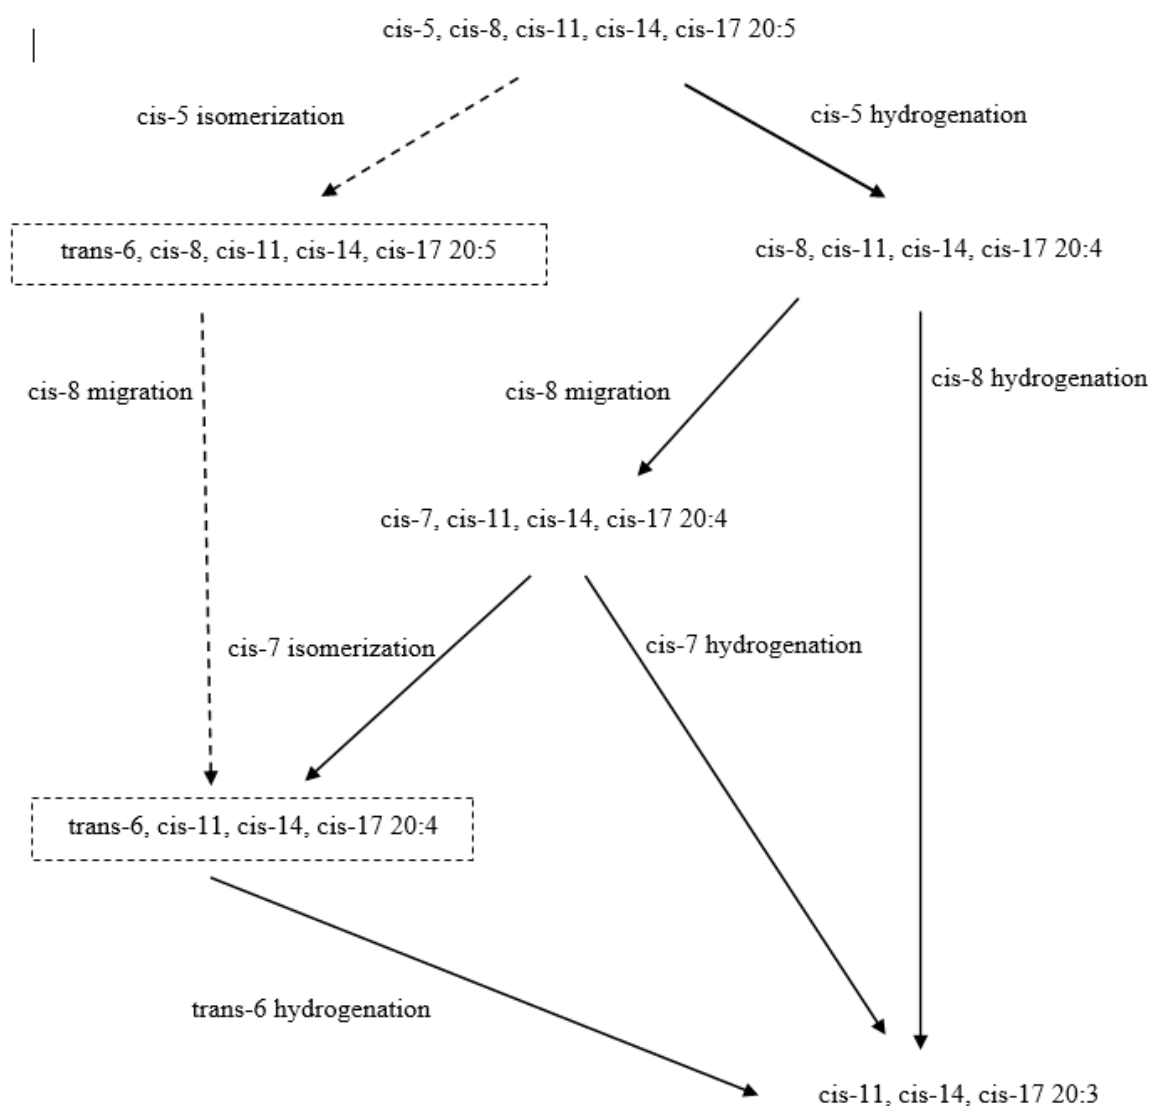 cis-5, cis-8, cis-11, cis-14, cis-17 20:5
cis-5 isomerization
cis-5 hydrogenation
trans-6, cis-8, cis-11, cis-14, cis-17 20:5
cis-8, cis-11, cis-14, cis-17 20:4
cis-8 migration
cis-8 migration
cis-8 hydrogenation
cis-7, cis-11, cis-14, cis-17 20:4
cis-7 isomerization
cis-7 hydrogenation
trans-6, cis-11, cis-14, cis-17 20:4
trans-6 hydrogenation
cis-11, cis-14, cis-17 20:3